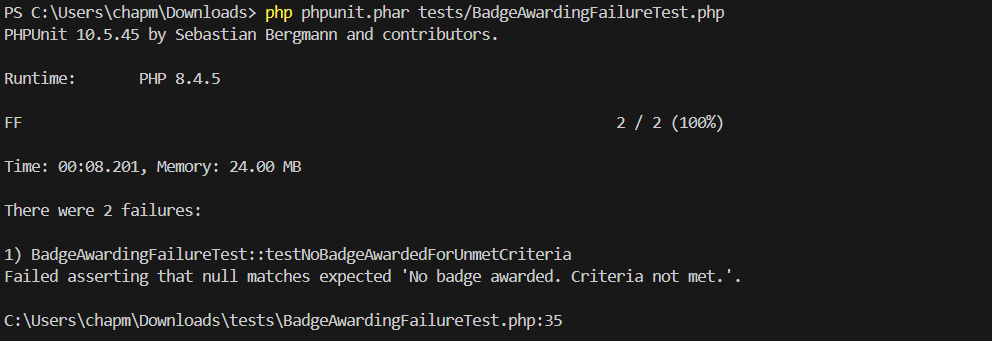 PS C:\Users\chapm\Downloads> php phpunit.phar tests/BadgeAwardingFailureTest.php
PHPUnit 10.5.45 by Sebastian Bergmann and contributors.
Runtime: PHP 8.4.5
FF 2 / 2 (100%)
Time: 00:08.201, Memory: 24.00 MB
There were 2 failures:
1) BadgeAwardingFailureTest::testNoBadgeAwardedForUnmetCriteria
Failed asserting that null matches expected 'No badge awarded. Criteria not met.'.
C:\Users\chapm\Downloads\tests\BadgeAwardingFailureTest.php:35